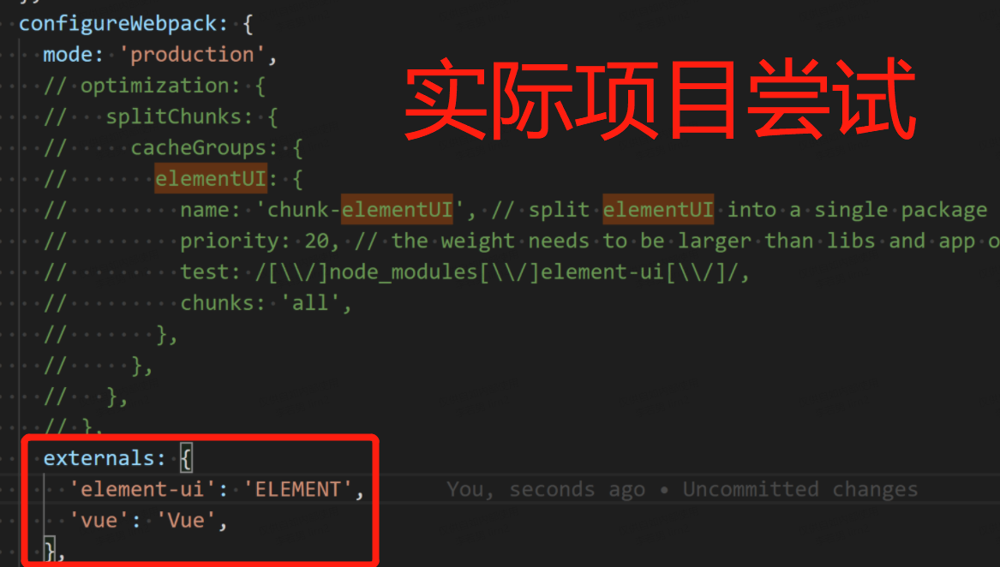 configureWebpack: {
mode: 'production',
实际项目尝试
// optimization: {
//   splitChunks: {
//     cacheGroups: {
//       elementUI: {
//         name: 'chunk-elementUI', // split elementUI into a single package
//         priority: 20, // the weight needs to be larger than libs and app
//         test: /[\\/]node_modules[\\/]element-ui[\\/]/,
//         chunks: 'all',
//       },
//     },
//   },
// },
externals: {
'element-ui': 'ELEMENT',    You, seconds ago • Uncommitted changes
'vue': 'Vue',
},